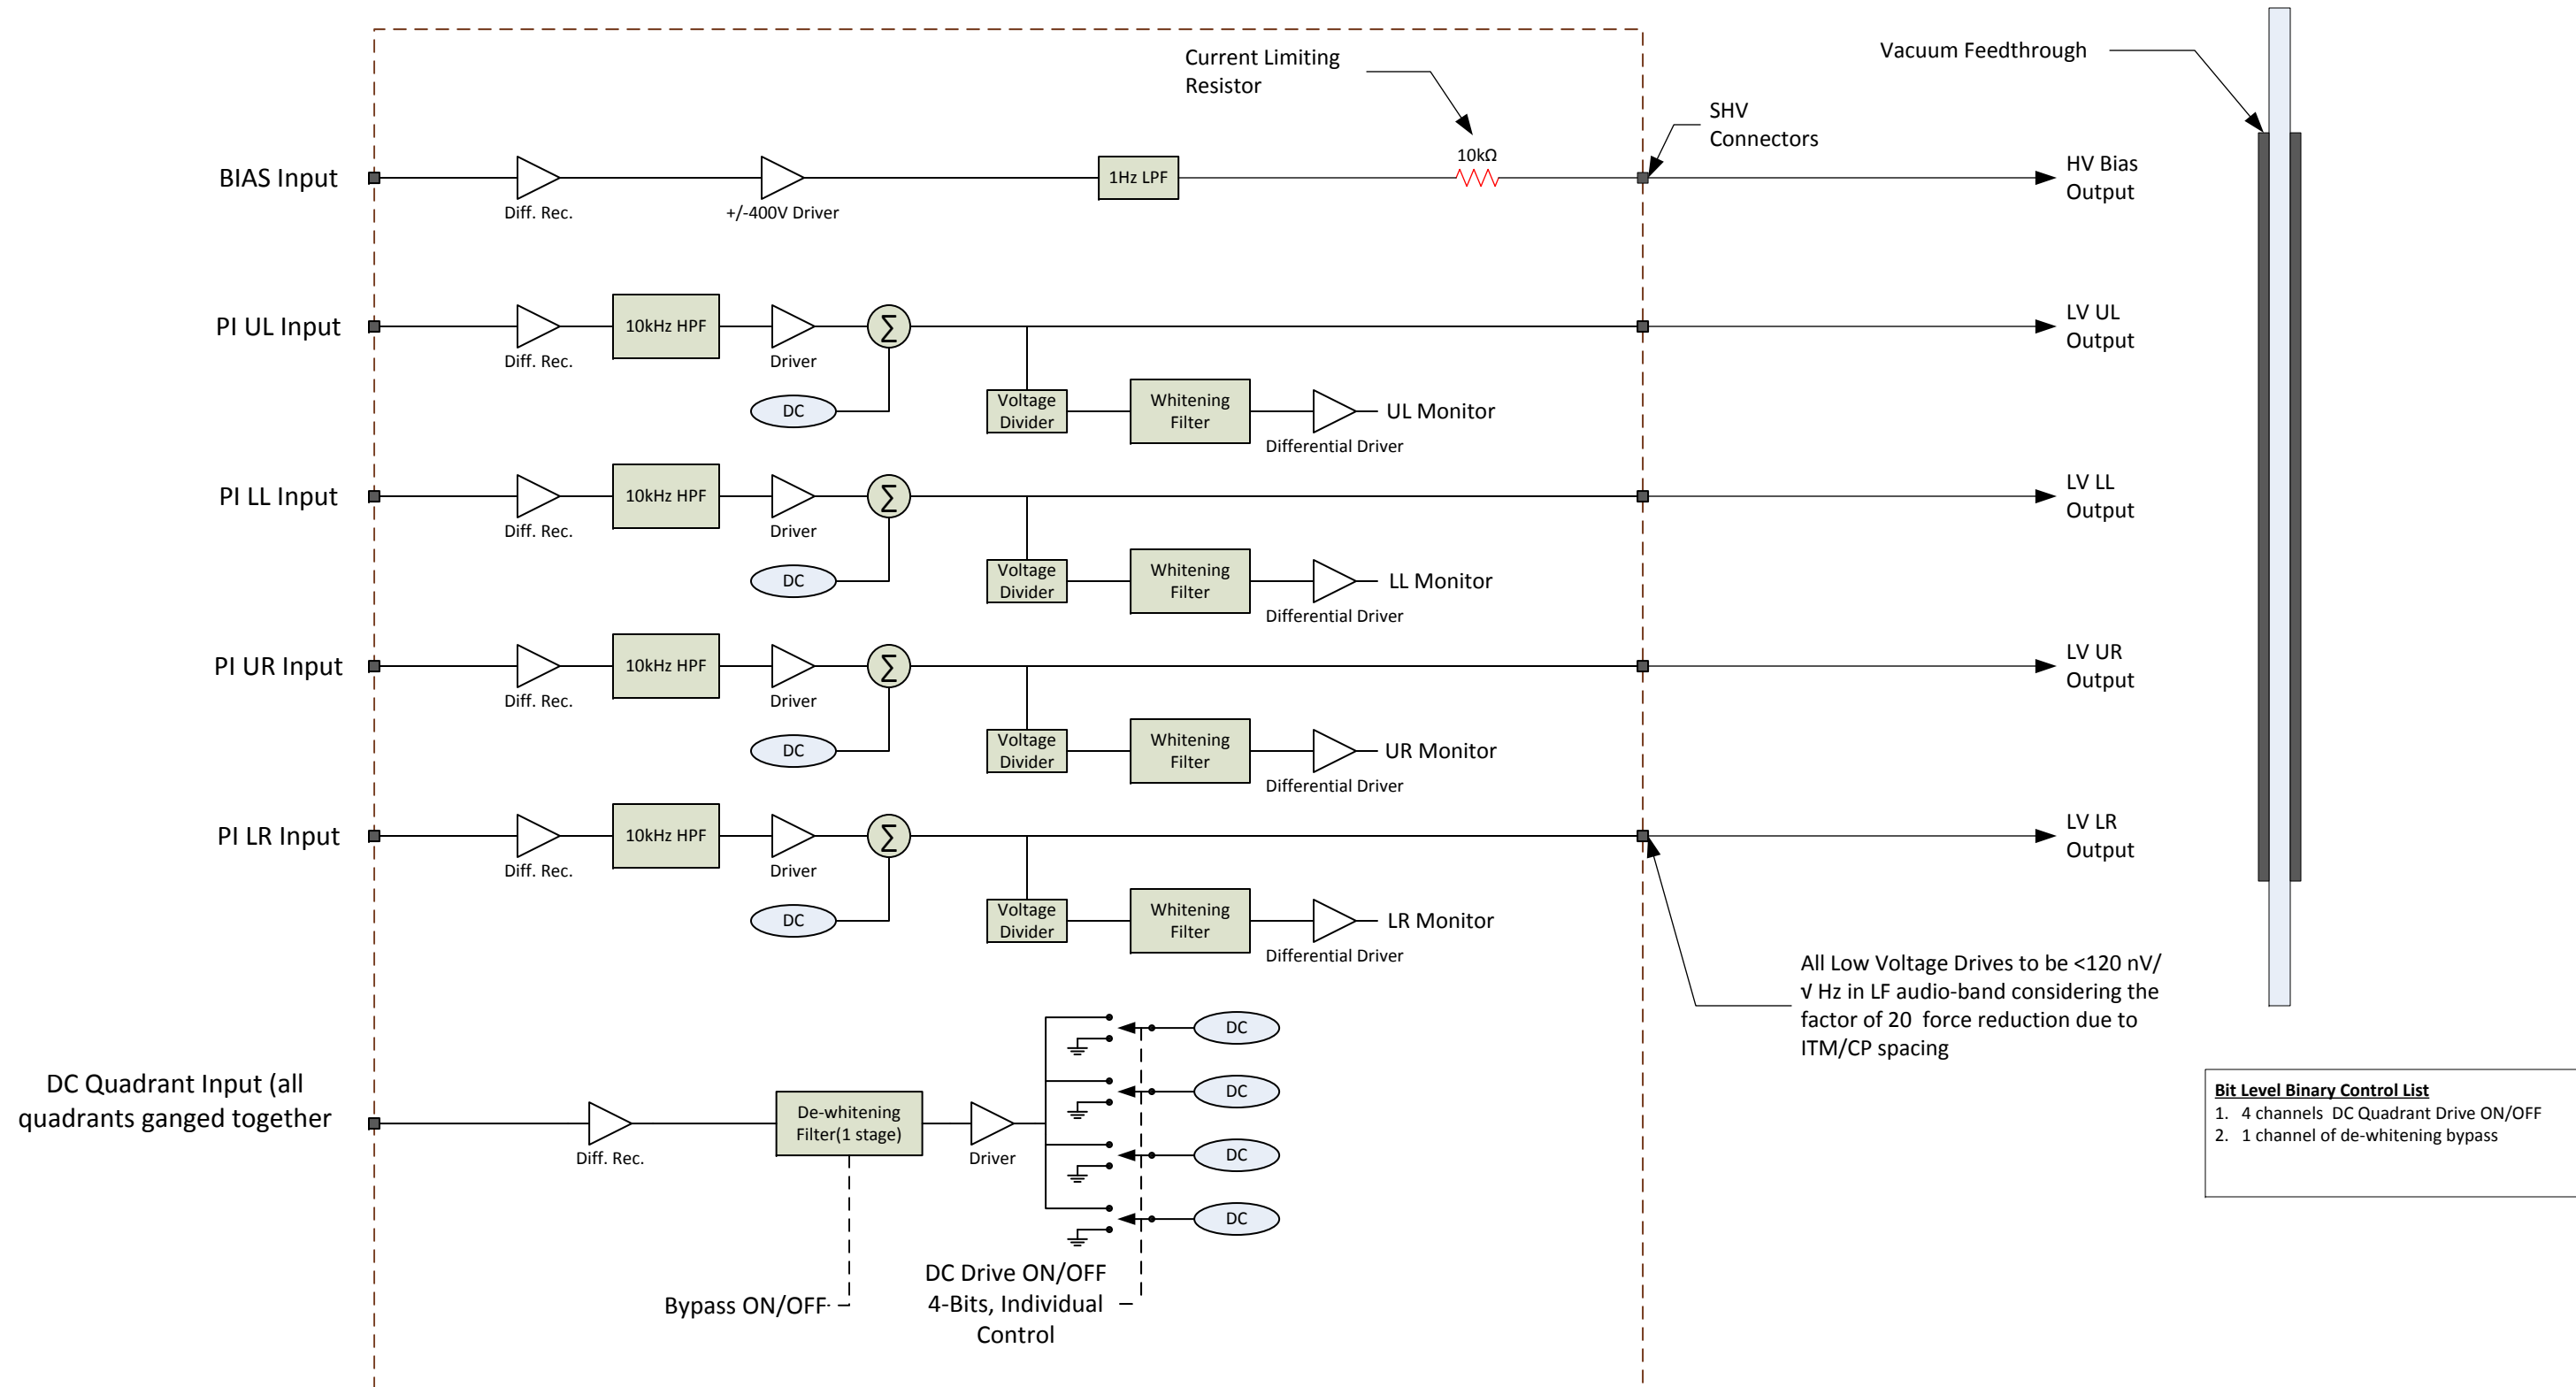 Current Limiting
Resistor
Vacuum Feedthrough
SHV
Connectors
BIAS Input
Diff. Rec.
+/-400V Driver
1Hz LPF
10kΩ
HV Bias
Output
PI UL Input
Diff. Rec.
10kHz HPF
Driver
Σ
DC
Voltage
Divider
Whitening
Filter
Differential Driver
UL Monitor
LV UL
Output
PI LL Input
Diff. Rec.
10kHz HPF
Driver
Σ
DC
Voltage
Divider
Whitening
Filter
Differential Driver
LL Monitor
LV LL
Output
PI UR Input
Diff. Rec.
10kHz HPF
Driver
Σ
DC
Voltage
Divider
Whitening
Filter
Differential Driver
UR Monitor
LV UR
Output
PI LR Input
Diff. Rec.
10kHz HPF
Driver
Σ
DC
Voltage
Divider
Whitening
Filter
Differential Driver
LR Monitor
LV LR
Output
All Low Voltage Drives to be <120 nV/
√ Hz in LF audio-band considering the
factor of 20 force reduction due to
ITM/CP spacing
DC Quadrant Input (all
quadrants ganged together
Diff. Rec.
De-whitening
Filter(1 stage)
Driver
DC
DC
DC
DC
Bypass ON/OFF
DC Drive ON/OFF
4-Bits, Individual
Control
Bit Level Binary Control List
1. 4 channels DC Quadrant Drive ON/OFF
2. 1 channel of de-whitening bypass